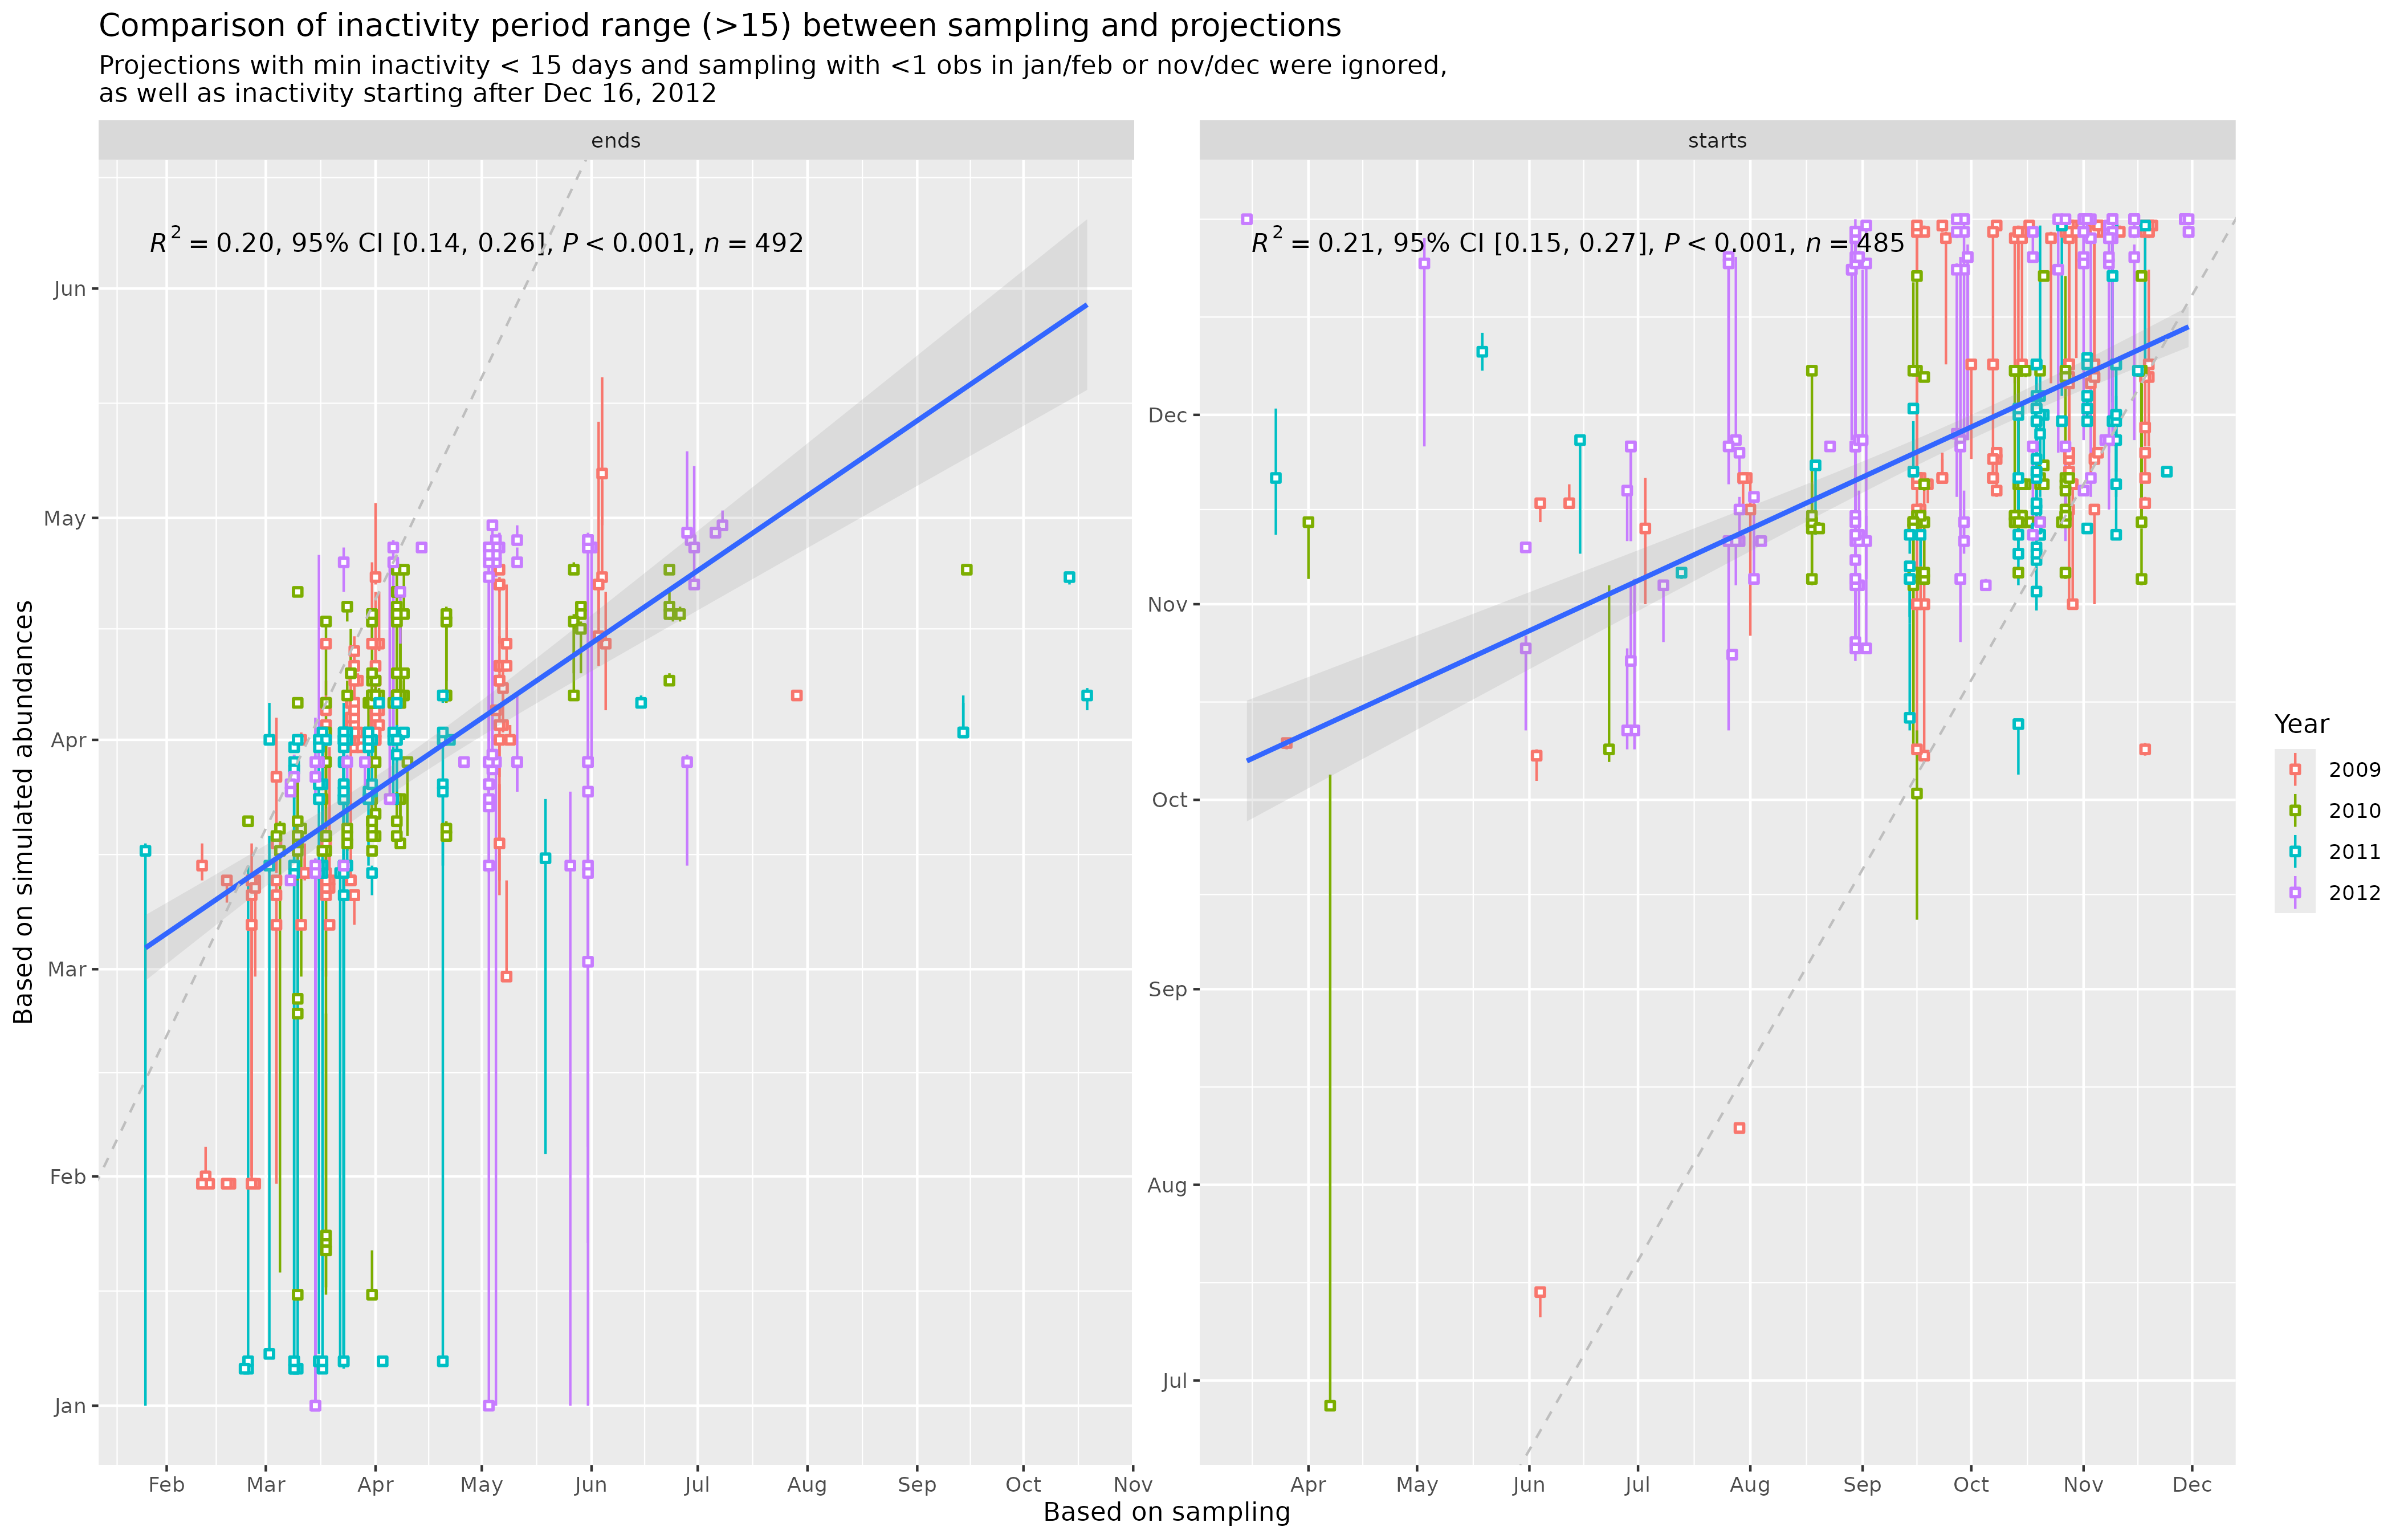 Comparison of inactivity period range (>15) between sampling and projections
Projections with min inactivity < 15 days and sampling with <1 obs in jan/feb or nov/dec were ignored,
as well as inactivity starting after Dec 16, 2012
ends
starts
R² = 0.20, 95% CI [0.14, 0.26], P < 0.001, n = 492
R² = 0.21, 95% CI [0.15, 0.27], P < 0.001, n = 485
Based on simulated abundances
Jun
May
Apr
Mar
Feb
Jan
Dec
Nov
Oct
Sep
Aug
Jul
Feb Mar Apr May Jun Jul Aug Sep Oct Nov
Apr May Jun Jul Aug Sep Oct Nov Dec
Based on sampling
Year
2009
2010
2011
2012